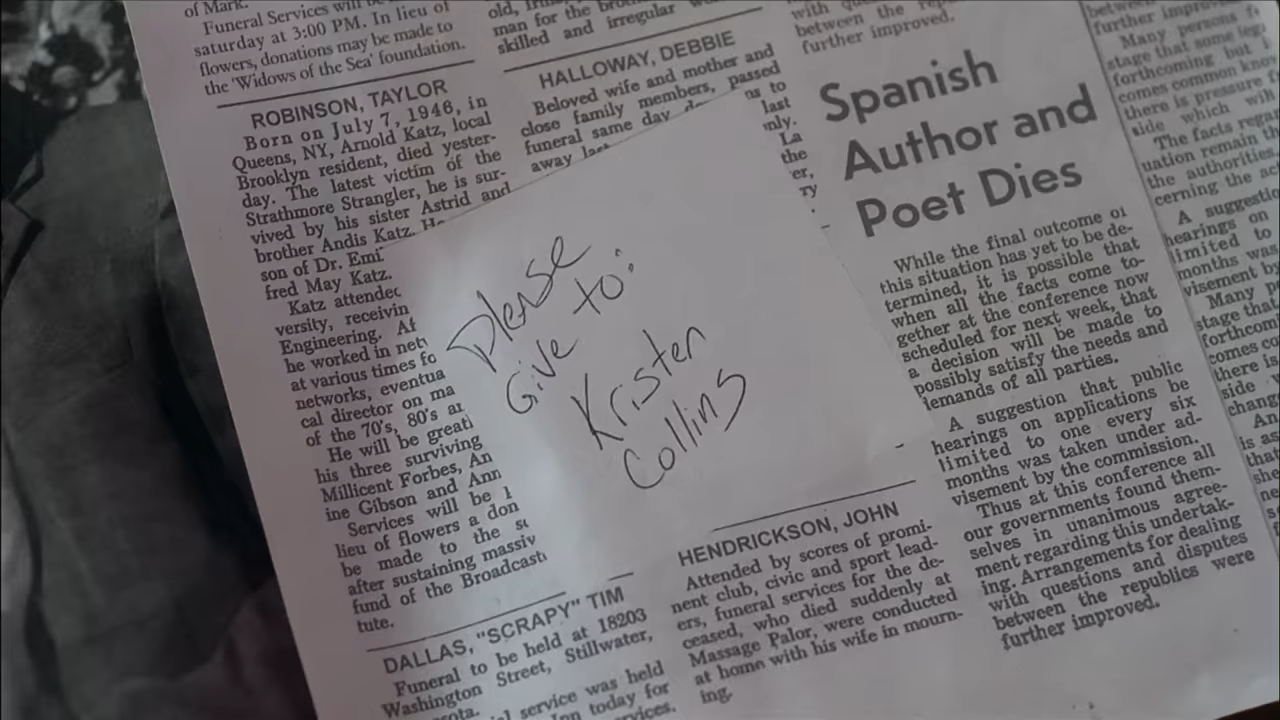 of Mark.
Funeral Services will be
saturday at 3:00 PM. In lieu of
flowers, donations may be made to
the 'Widows of the Sea' foundation.
ROBINSON, TAYLOR
Born on July 7, 1946, in
Queens, NY, Arnold Katz, local
Brooklyn resident, died yester-
day. The latest victim of the
Strathmore Strangler, he is sur-
vived by his sister Astrid and
brother Andis Katz. He
son of Dr. Emi
fred May Katz.
Katz attended
versity, receivin
Engineering. Af
he worked in net
at various times fo
networks, eventua
cal director on ma
of the 70's, 80's a
He will be great
his three surviving
Millicent Forbes, An
ine Gibson and Ann
Services will be
lieu of flowers a don
be made to the
after sustaining massiv
fund of the Broadcast
tute.
DALLAS, "SCRAPY" TIM
Funeral to be held at 18203
Washington Street, Stillwater,
service was held
today for
old,
man for the
skilled and irregular
HALLOWAY, DEBBIE
Beloved wife and mother and
close family members, passed
funeral same day to
away last
La
the
Please
Give to:
Kristen
Collins
HENDRICKSON, JOHN
Attended by scores of promi-
nent club, civic and sport lead-
ers, funeral services for the de-
ceased, who died suddenly at
Massage Palor, were conducted
at home with his wife in mourn-
ing.
between the
further improved.
Spanish
Author and
Poet Dies
While the final outcome of
this situation has yet to be de-
termined, it is possible that
when all the facts come to-
gether at the conference now
scheduled for next week, that
a decision will be made to
possibly satisfy the needs and
demands of all parties.
A suggestion that public
hearings on applications be
limited to one every six
months was taken under ad-
visement by the commission.
Thus at this conference all
our governments found them-
selves in unanimous agree-
ment regarding this undertak-
ing. Arrangements for dealing
with questions and disputes
between the republics were
further improved.
further
Many persons
stage that some
forthcoming but
comes common
there is pressure
side which will
The facts
uation remain
the authorities,
cerning the
A suggestion
hearings on
limited to
months was
visement by
Many
stage that
forthcom
comes
there is
side
chang
An
is as
that